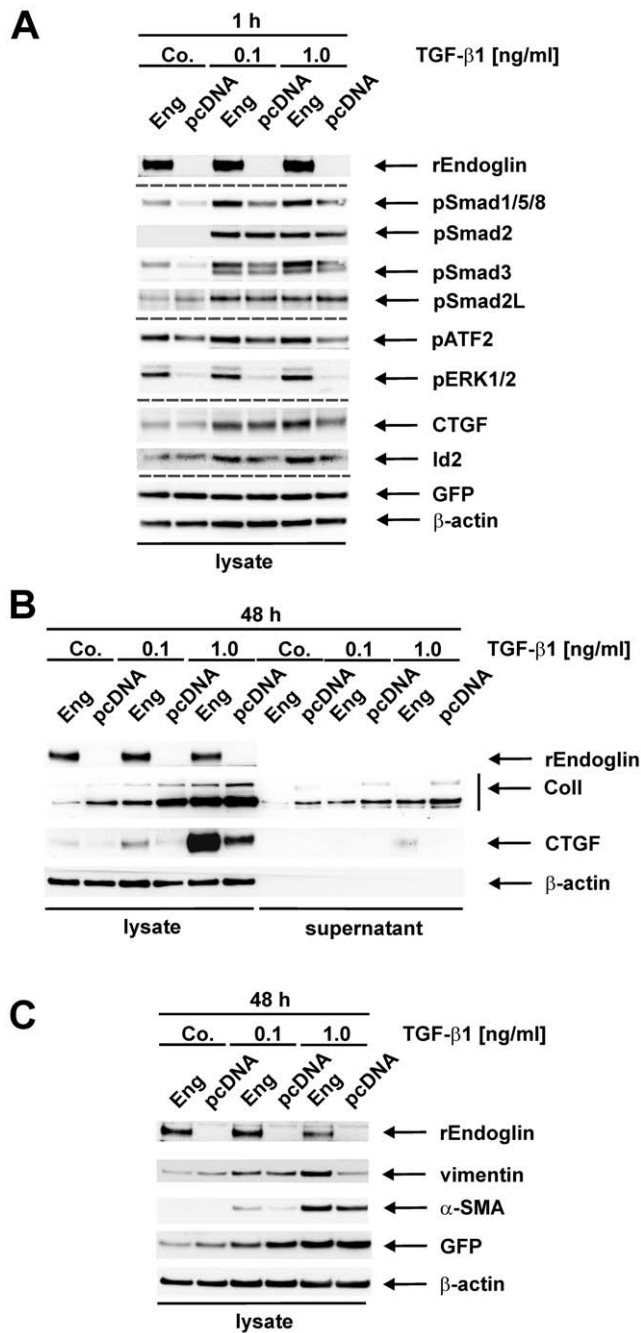 A
1 h
Co. 0.1 1.0 TGF-β1 [ng/ml]
Eng pcDNA Eng pcDNA Eng pcDNA
rEndoglin
pSmad1/5/8
pSmad2
pSmad3
pSmad2L
pATF2
pERK1/2
CTGF
Id2
GFP
β-actin
lysate
B
48 h
Co. 0.1 1.0 Co. 0.1 1.0 TGF-β1 [ng/ml]
Eng pcDNA Eng pcDNA Eng pcDNA Eng pcDNA Eng pcDNA Eng pcDNA
rEndoglin
ColI
CTGF
β-actin
lysate supernatant
C
48 h
Co. 0.1 1.0 TGF-β1 [ng/ml]
Eng pcDNA Eng pcDNA Eng pcDNA
rEndoglin
vimentin
α-SMA
GFP
β-actin
lysate